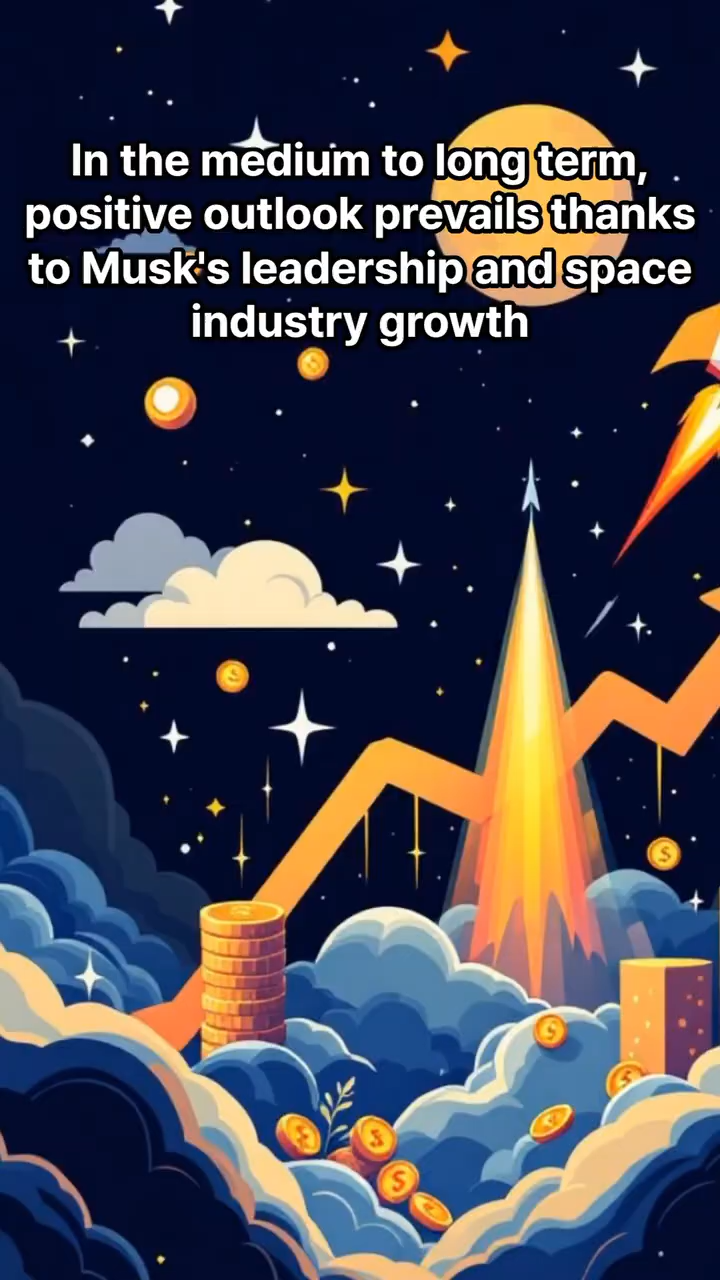 In the medium to long term,
positive outlook prevails thanks
to Musk's leadership and space
industry growth